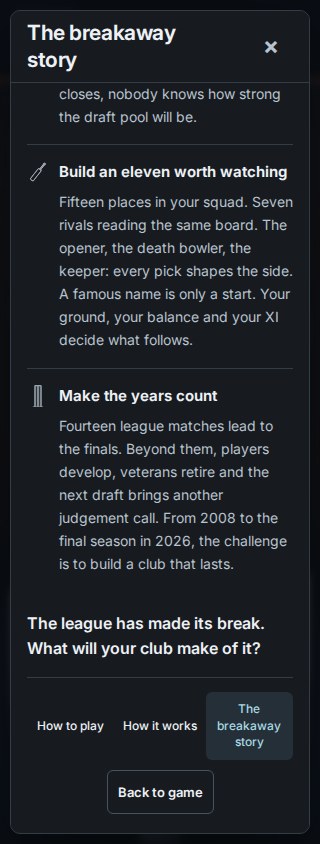 The breakaway
story
closes, nobody knows how strong
the draft pool will be.
Build an eleven worth watching
Fifteen places in your squad. Seven
rivals reading the same board. The
opener, the death bowler, the
keeper: every pick shapes the side.
A famous name is only a start. Your
ground, your balance and your XI
decide what follows.
Make the years count
Fourteen league matches lead to
the finals. Beyond them, players
develop, veterans retire and the
next draft brings another
judgement call. From 2008 to the
final season in 2026, the challenge
is to build a club that lasts.
The league has made its break.
What will your club make of it?
How to play
How it works
The
breakaway
story
Back to game